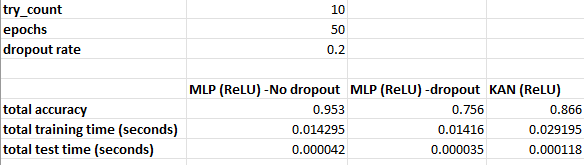 try_count 10
epochs 50
dropout rate 0.2
MLP (ReLU) -No dropout MLP (ReLU) -dropout KAN (ReLU)
total accuracy 0.953 0.756 0.866
total training time (seconds) 0.014295 0.01416 0.029195
total test time (seconds) 0.000042 0.000035 0.000118